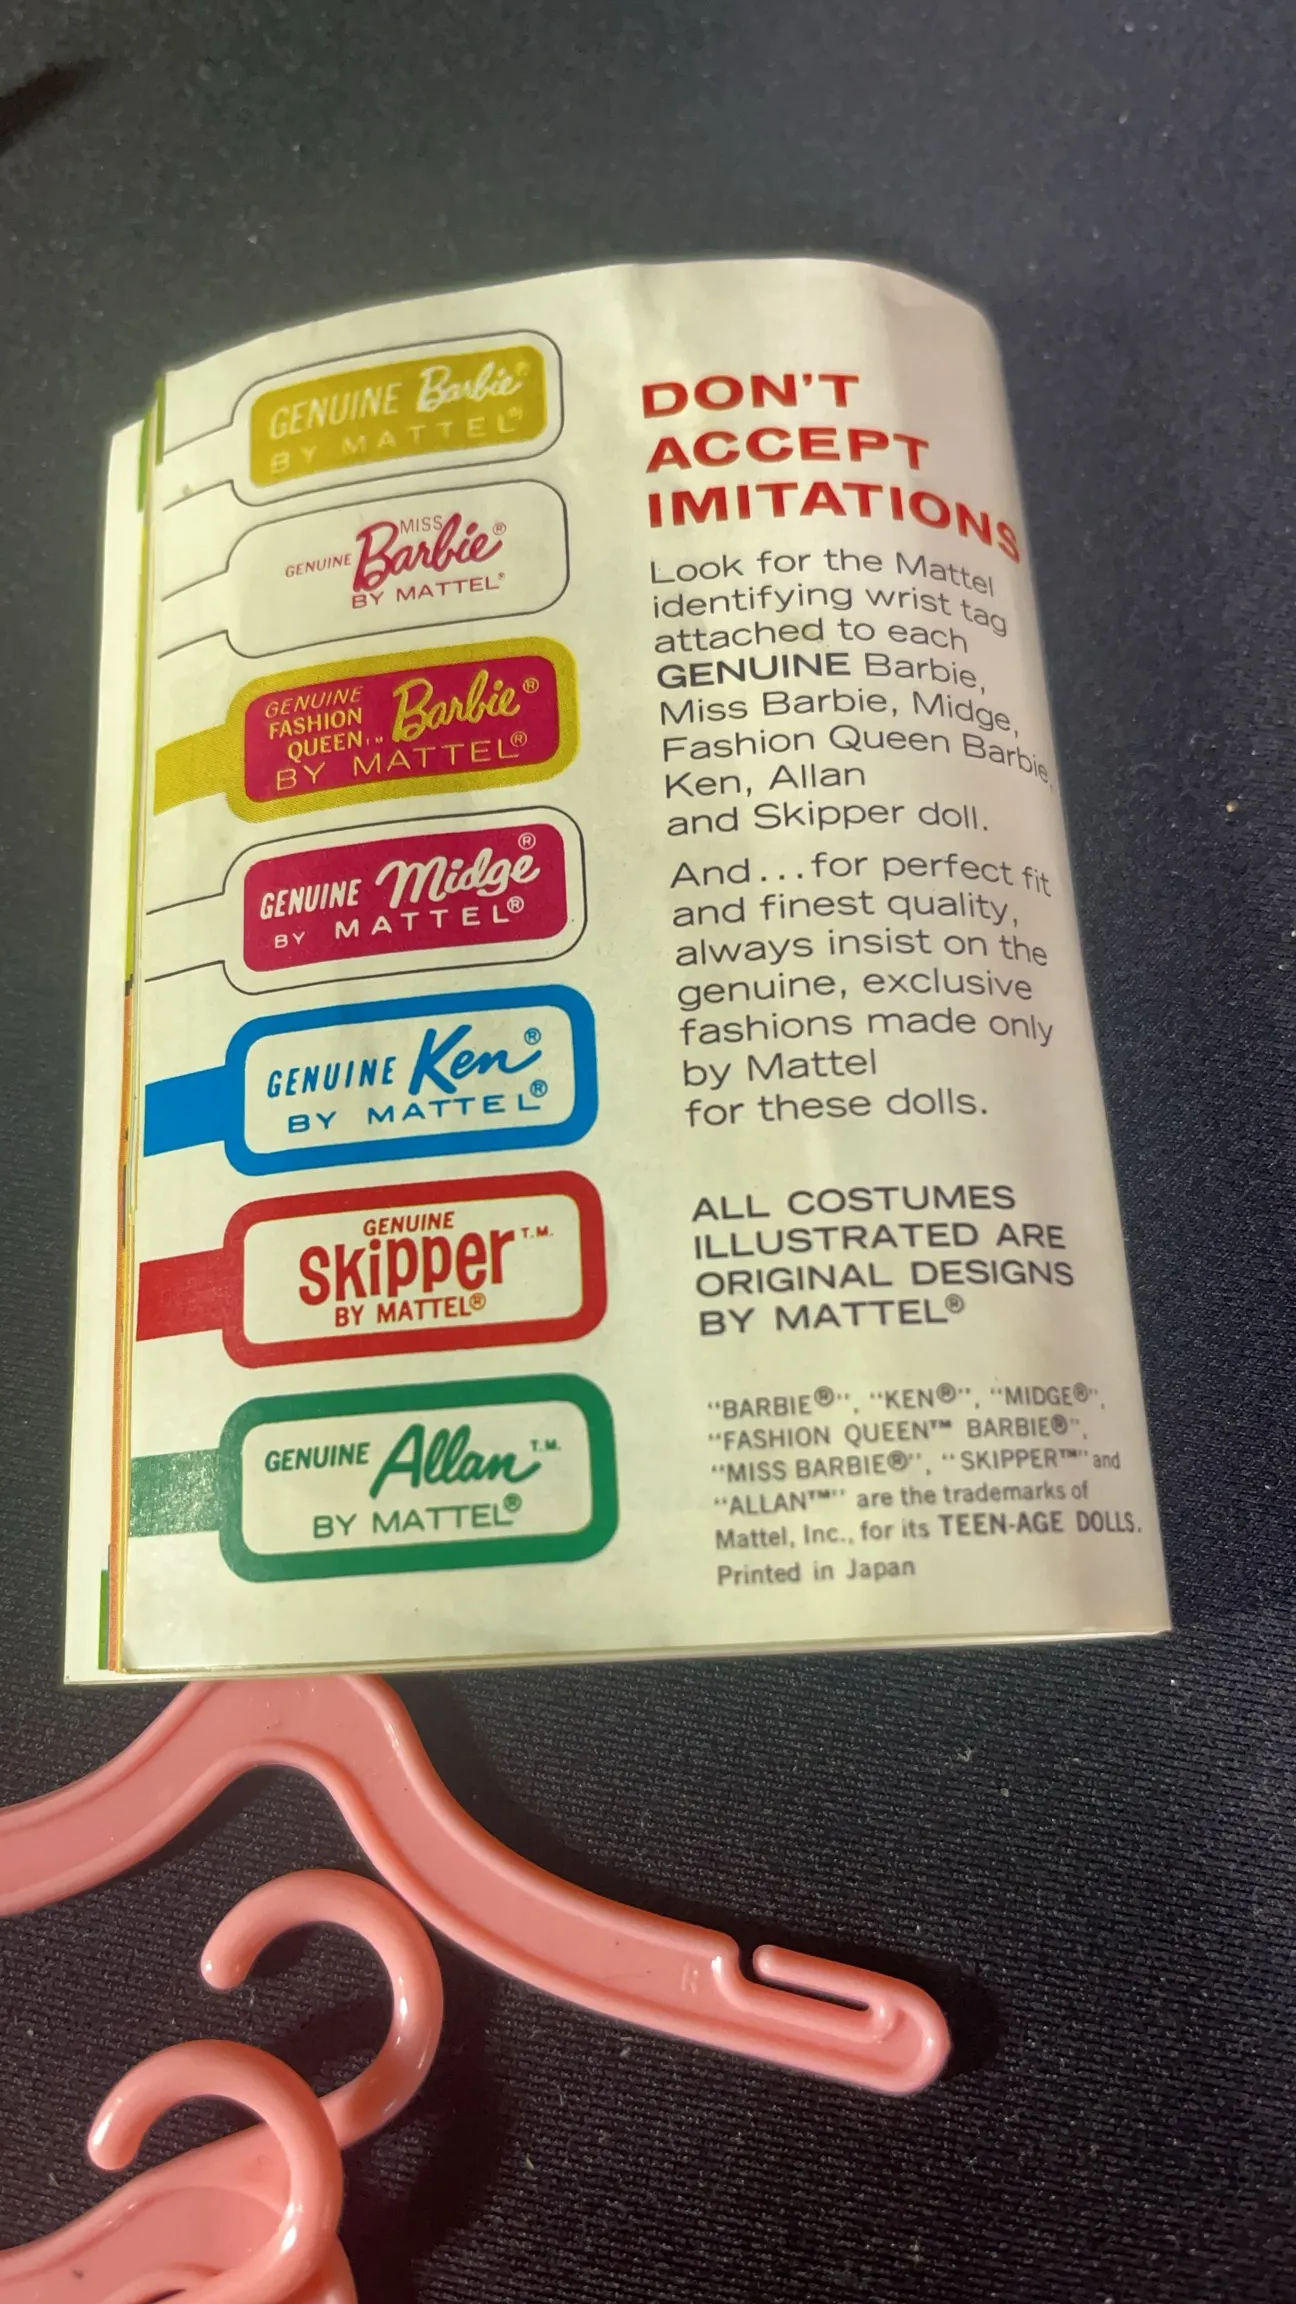 GENUINE Barbie®
BY MATTEL
MISS
GENUINE Barbie®
BY MATTEL®
GENUINE
FASHION
QUEEN™ Barbie®
BY MATTEL®
GENUINE Midge®
BY MATTEL®
GENUINE Ken®
BY MATTEL®
GENUINE
Skipper T.M.
BY MATTEL®
GENUINE Allan T.M.
BY MATTEL®
DON'T
ACCEPT
IMITATIONS
Look for the Mattel
identifying wrist tag
attached to each
GENUINE Barbie,
Miss Barbie, Midge,
Fashion Queen Barbie,
Ken, Allan
and Skipper doll.
And...for perfect fit
and finest quality,
always insist on the
genuine, exclusive
fashions made only
by Mattel
for these dolls.
ALL COSTUMES
ILLUSTRATED ARE
ORIGINAL DESIGNS
BY MATTEL®
"BARBIE®", "KEN®", "MIDGE®",
"FASHION QUEEN™ BARBIE®",
"MISS BARBIE®", "SKIPPER™" and
"ALLAN™" are the trademarks of
Mattel, Inc., for its TEEN-AGE DOLLS.
Printed in Japan